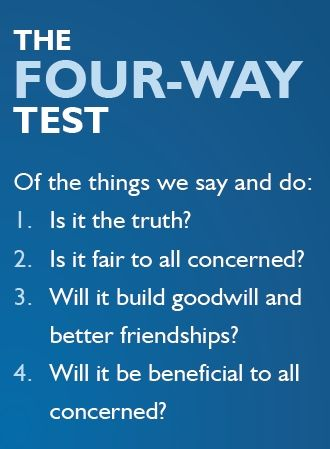 THE
FOUR-WAY
TEST
Of the things we say and do:
1. Is it the truth?
2. Is it fair to all concerned?
3. Will it build goodwill and
better friendships?
4. Will it be beneficial to all
concerned?